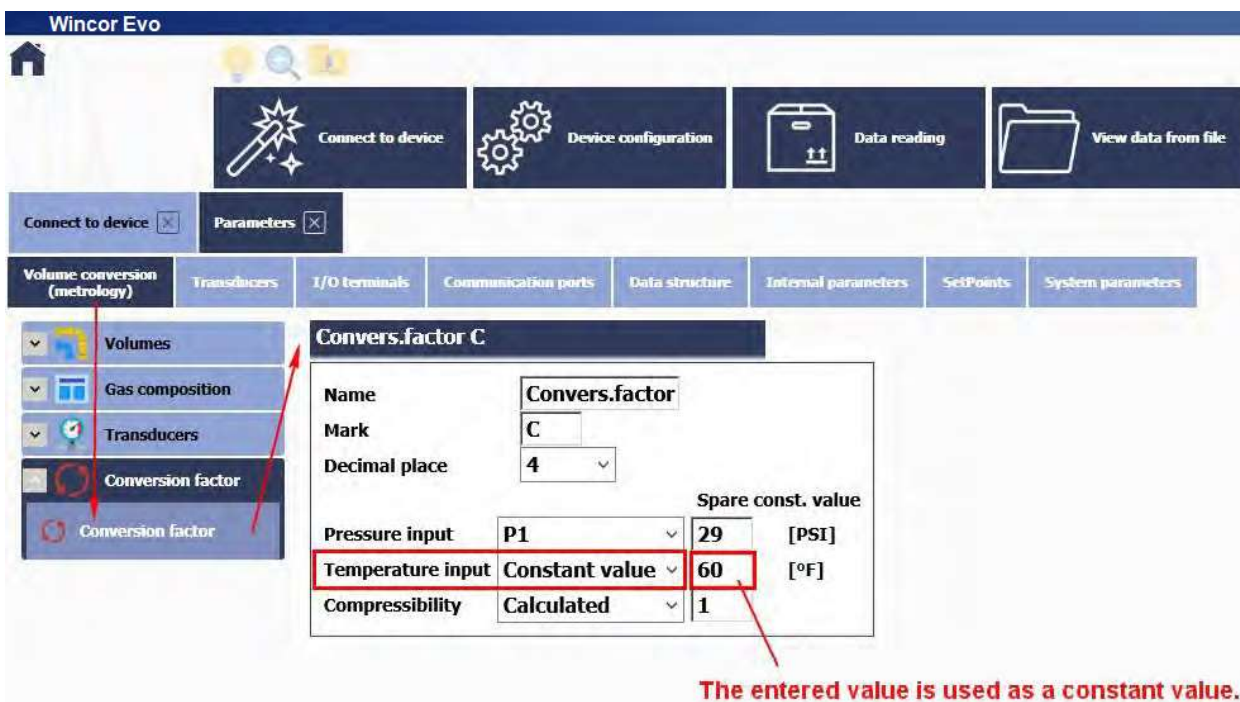 Wincor Evo
Connect to device
Device configuration
Data reading
View data from file
Connect to device
Parameters
Volume conversion
(metrology)
Transducers
I/O terminals
Communication ports
Data structure
Internal parameters
SetPoints
System parameters
Volumes
Gas composition
Transducers
Conversion factor
Conversion factor
Convers.factor C
Name Convers.factor
Mark C
Decimal place 4
Spare const. value
Pressure input P1 29 [PSI]
Temperature input Constant value 60 [°F]
Compressibility Calculated 1
The entered value is used as a constant value.